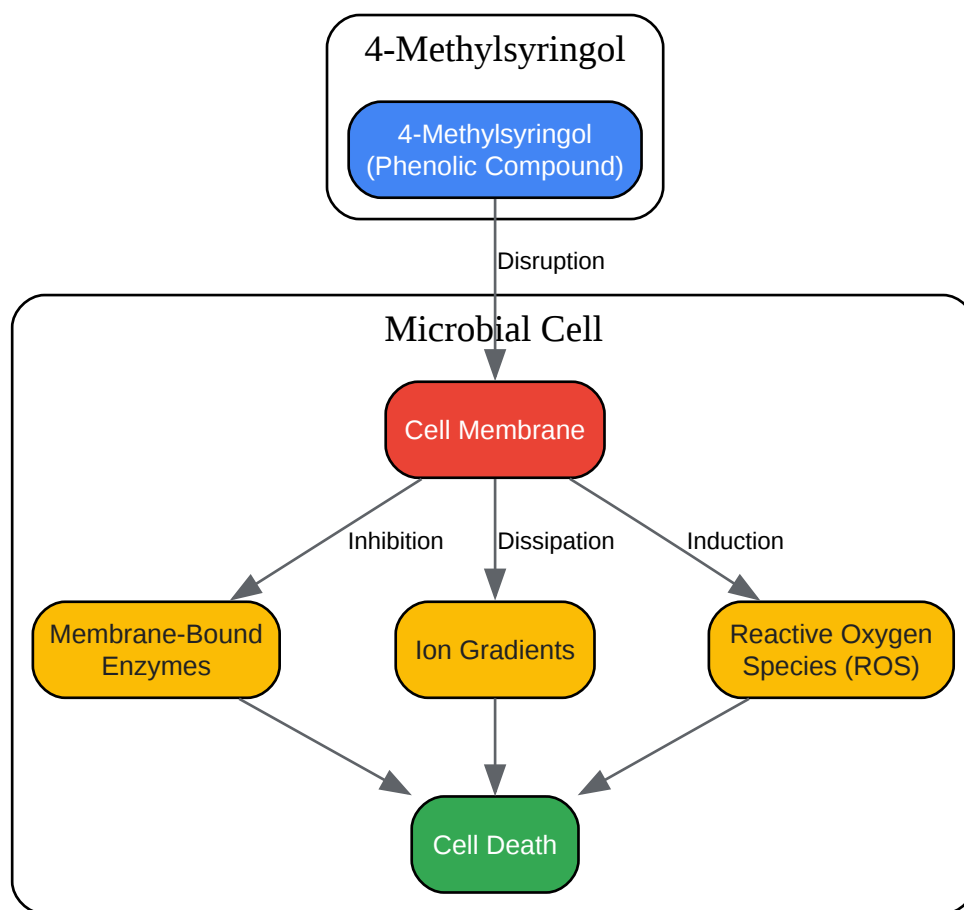 4-Methylsyringol
4-Methylsyringol
(Phenolic Compound)
Disruption
Microbial Cell
Cell Membrane
Inhibition
Dissipation
Induction
Membrane-Bound
Enzymes
Ion Gradients
Reactive Oxygen
Species (ROS)
Cell Death